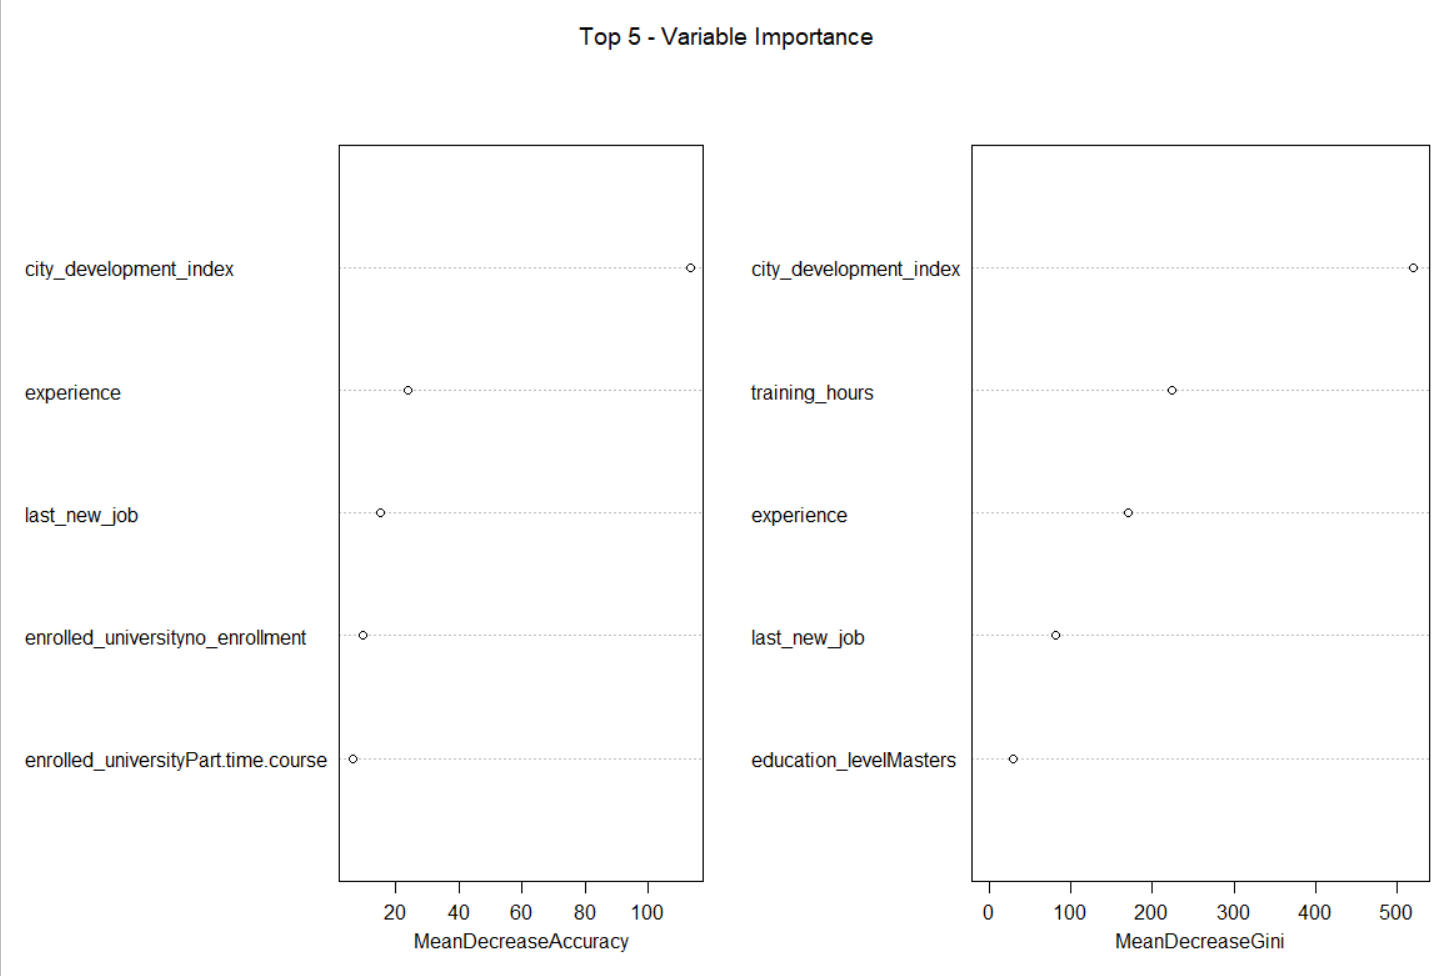 Top 5 - Variable Importance
city_development_index
experience
last_new_job
enrolled_universityno_enrollment
enrolled_universityPart.time.course
20 40 60 80 100
MeanDecreaseAccuracy
city_development_index
training_hours
experience
last_new_job
education_levelMasters
0 100 200 300 400 500
MeanDecreaseGini